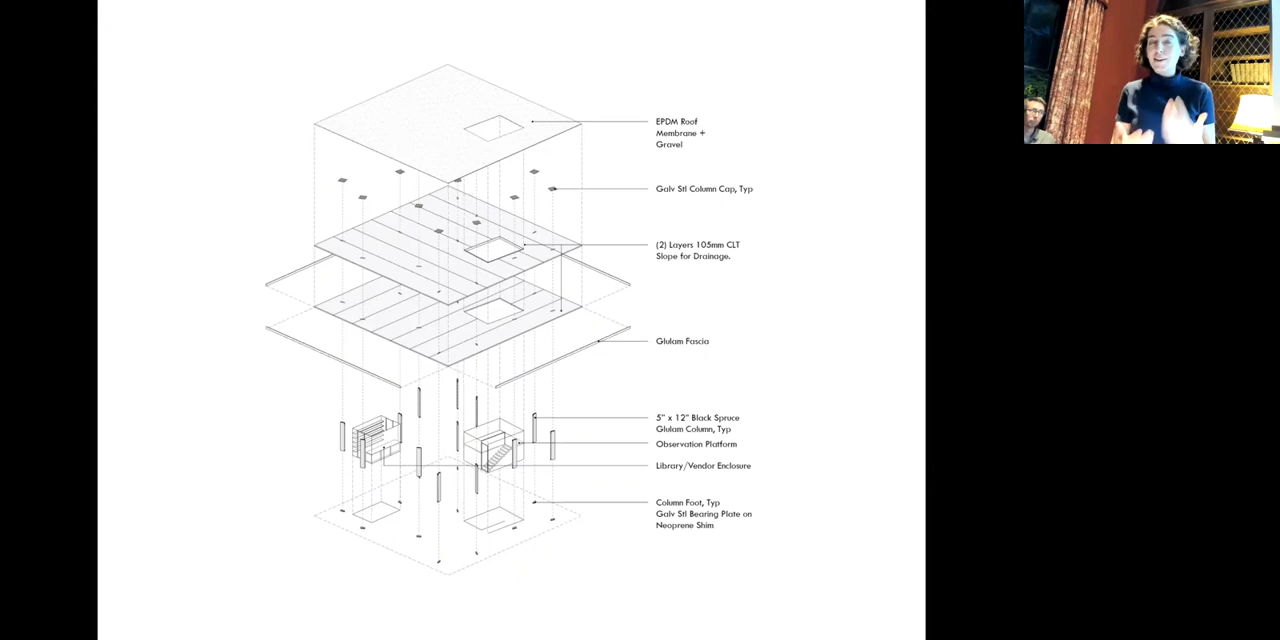 EPDM Roof
Membrane +
Gravel
Galv Stl Column Cap, Typ
(2) Layers 105mm CLT
Slope for Drainage.
Glulam Fascia
5" x 12" Black Spruce
Glulam Column, Typ
Observation Platform
Library/Vendor Enclosure
Column Foot, Typ
Galv Stl Bearing Plate on
Neoprene Shim